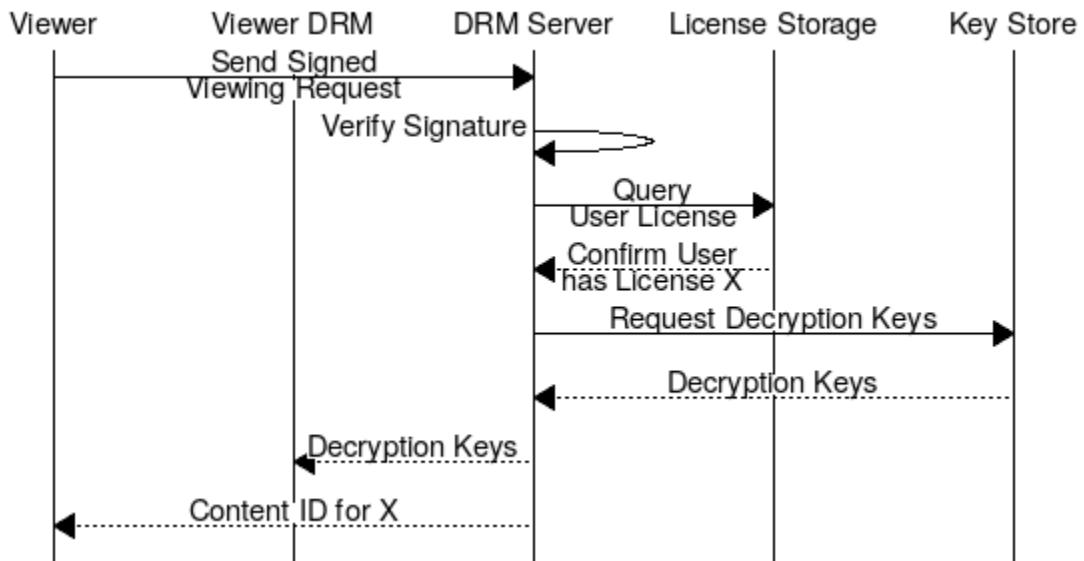 Viewer Viewer DRM DRM Server License Storage Key Store
Send Signed
Viewing Request
Verify Signature
Query
User License
Confirm User
has License X
Request Decryption Keys
Decryption Keys
Decryption Keys
Content ID for X